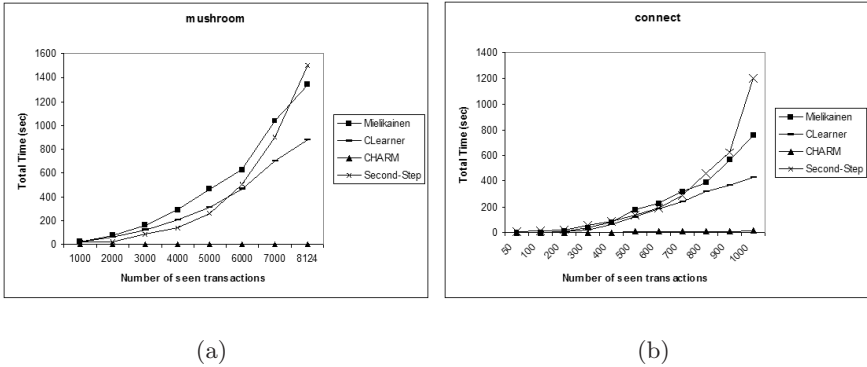 mushroom
Total Time (sec)
1600
1400
1200
1000
800
600
400
200
0
1000 2000 3000 4000 5000 6000 7000 8124
Number of seen transactions
Mielikainen
CLearner
CHARM
Second-Step
(a)
connect
Total Time (sec)
1400
1200
1000
800
600
400
200
0
50 100 200 300 400 500 600 700 800 900 1000
Number of seen transactions
Mielikainen
CLearner
CHARM
Second-Step
(b)